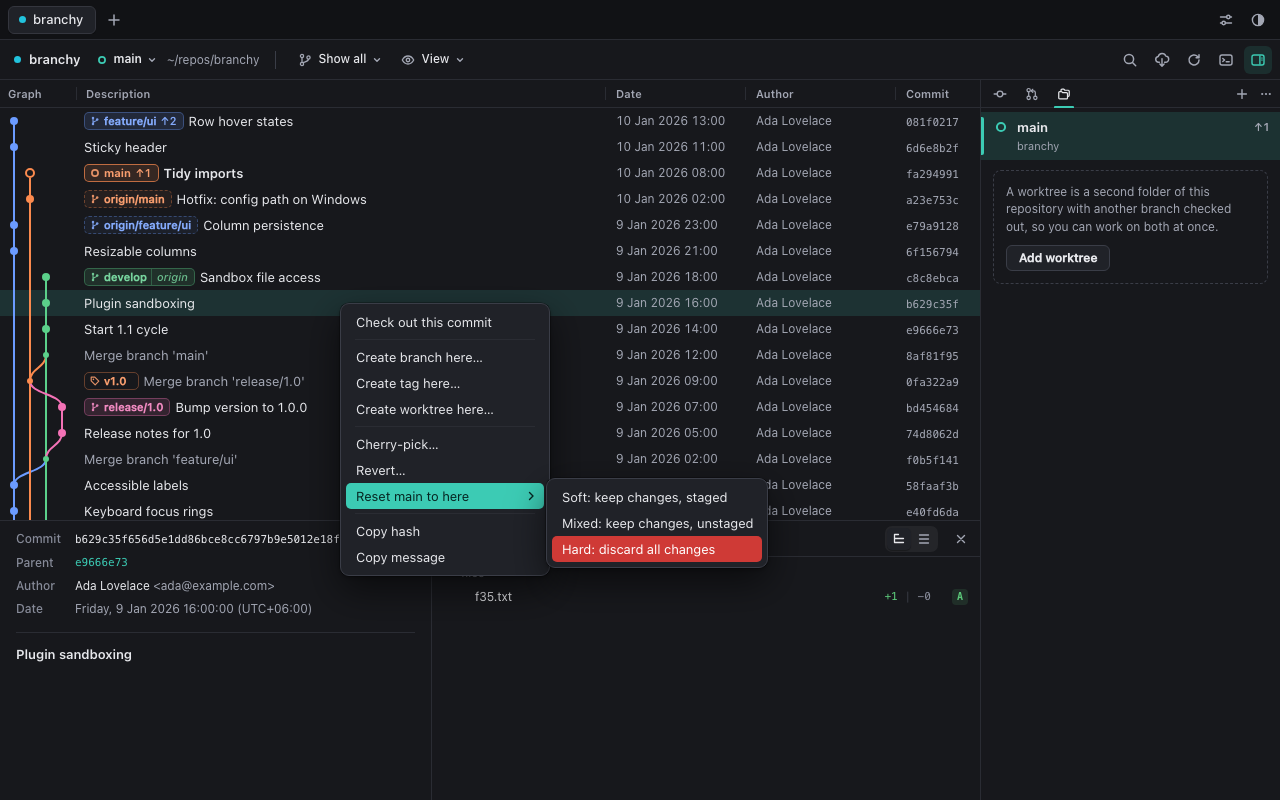 branchy
branchy main ~/repos/branchy Show all View
Graph Description Date Author Commit
feature/ui ↑2 Row hover states 10 Jan 2026 13:00 Ada Lovelace 081f0217
Sticky header 10 Jan 2026 11:00 Ada Lovelace 6d6e8b2f
main ↑1 Tidy imports 10 Jan 2026 08:00 Ada Lovelace fa294991
origin/main Hotfix: config path on Windows 10 Jan 2026 02:00 Ada Lovelace a23e753c
origin/feature/ui Column persistence 9 Jan 2026 23:00 Ada Lovelace e79a9128
Resizable columns 9 Jan 2026 21:00 Ada Lovelace 6f156794
develop origin Sandbox file access 9 Jan 2026 18:00 Ada Lovelace c8c8ebca
Plugin sandboxing 9 Jan 2026 16:00 Ada Lovelace b629c35f
Start 1.1 cycle 9 Jan 2026 14:00 Ada Lovelace e9666e73
Merge branch 'main' 9 Jan 2026 12:00 Ada Lovelace 8af81f95
v1.0 Merge branch 'release/1.0' 9 Jan 2026 09:00 Ada Lovelace 0fa322a9
release/1.0 Bump version to 1.0.0 9 Jan 2026 07:00 Ada Lovelace bd454684
Release notes for 1.0 9 Jan 2026 05:00 Ada Lovelace 74d8062d
Merge branch 'feature/ui' 9 Jan 2026 02:00 Ada Lovelace f0b5f141
Accessible labels 58faaf3b
Keyboard focus rings e40fd6da
Check out this commit
Create branch here...
Create tag here...
Create worktree here...
Cherry-pick...
Revert...
Reset main to here
Copy hash
Copy message
Soft: keep changes, staged
Mixed: keep changes, unstaged
Hard: discard all changes
Commit b629c35f656d5e1dd86bce8cc6797b9e5012e18f
Parent e9666e73
Author Ada Lovelace <ada@example.com>
Date Friday, 9 Jan 2026 16:00:00 (UTC+06:00)
Plugin sandboxing
f35.txt +1 | −0 A
main ↑1
branchy
A worktree is a second folder of this
repository with another branch checked
out, so you can work on both at once.
Add worktree